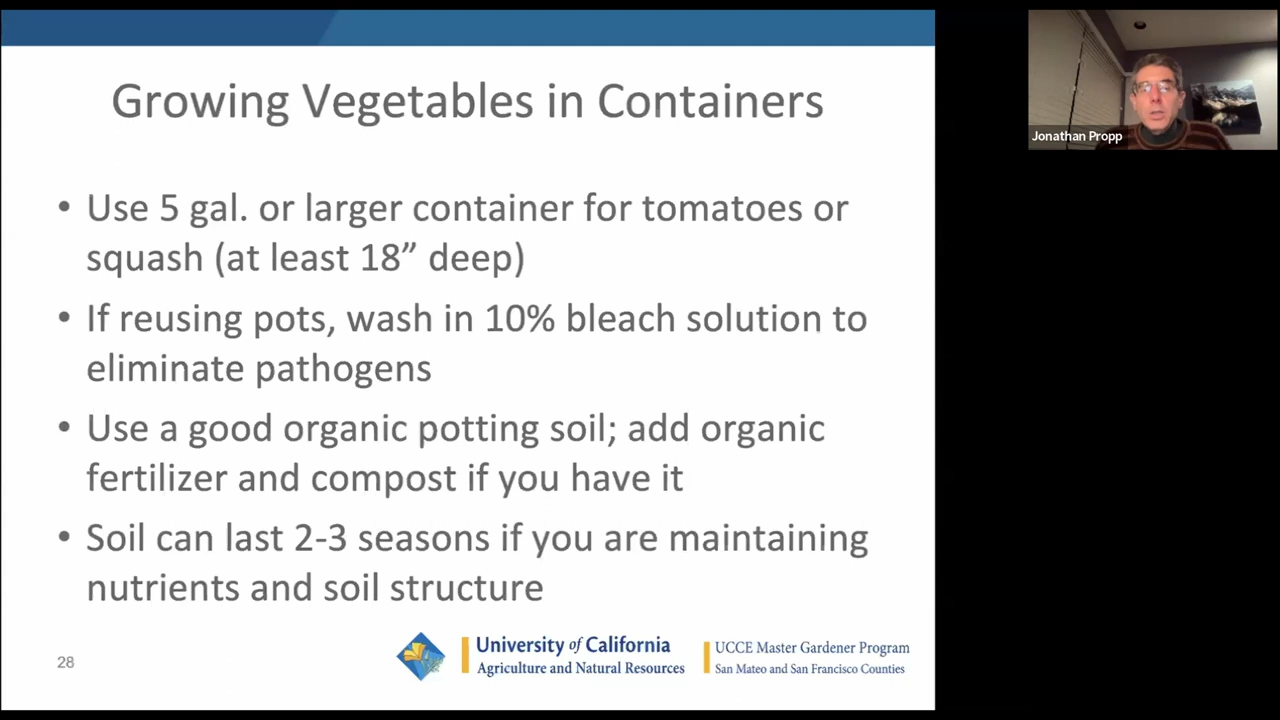 Growing Vegetables in Containers
• Use 5 gal. or larger container for tomatoes or
squash (at least 18” deep)
• If reusing pots, wash in 10% bleach solution to
eliminate pathogens
• Use a good organic potting soil; add organic
fertilizer and compost if you have it
• Soil can last 2-3 seasons if you are maintaining
nutrients and soil structure
28
University of California
Agriculture and Natural Resources
UCCE Master Gardener Program
San Mateo and San Francisco Counties
Jonathan Propp